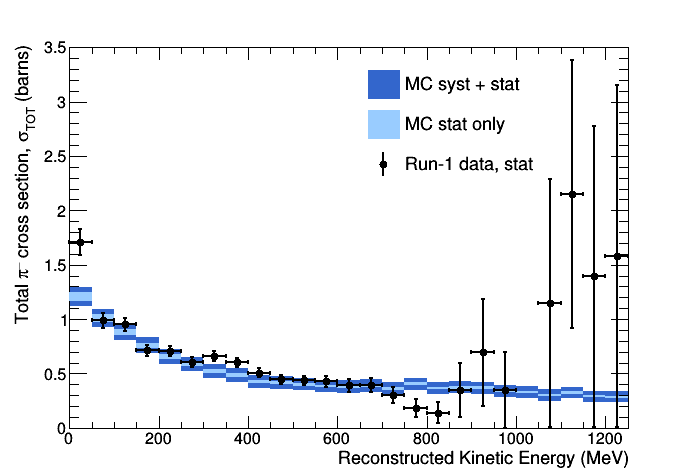 Total π⁻ cross section, σTOT (barns)
3.5
3
2.5
2
1.5
1
0.5
0
MC syst + stat
MC stat only
Run-1 data, stat
0 200 400 600 800 1000 1200
Reconstructed Kinetic Energy (MeV)